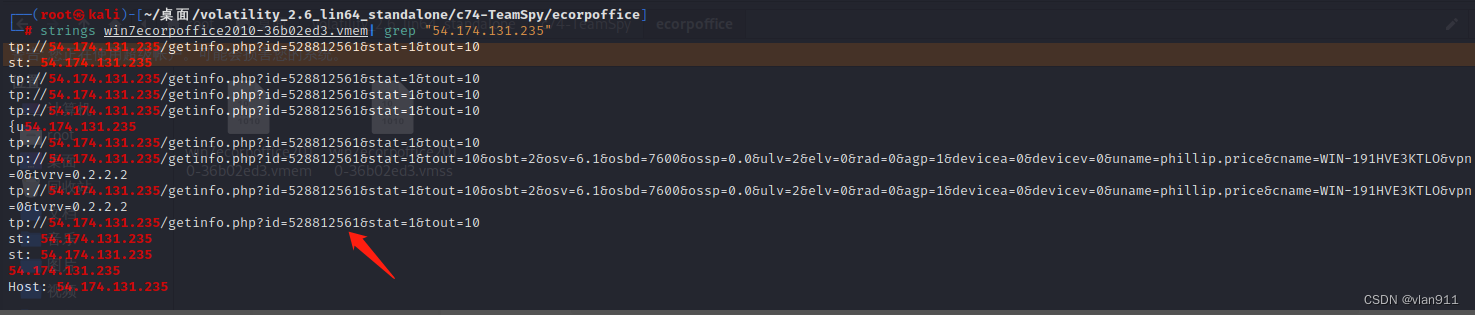 ┌──(root㉿kali)-[~/桌面/volatility_2.6_lin64_standalone/c74-TeamSpy/ecorpoffice]
└─# strings win7ecorpoffice2010-36b02ed3.vmem| grep "54.174.131.235"
ecorpoffice
tp://54.174.131.235/getinfo.php?id=528812561&stat=1&tout=10
st: 54.174.131.235
tp://54.174.131.235/getinfo.php?id=528812561&stat=1&tout=10
tp://54.174.131.235/getinfo.php?id=528812561&stat=1&tout=10
tp://54.174.131.235/getinfo.php?id=528812561&stat=1&tout=10
{u54.174.131.235
tp://54.174.131.235/getinfo.php?id=528812561&stat=1&tout=10
tp://54.174.131.235/getinfo.php?id=528812561&stat=1&tout=10&osbt=2&osv=6.1&osbd=7600&ossp=0.0&ulv=2&elv=0&rad=0&agp=1&devicea=0&devicev=0&uname=phillip.price&cname=WIN-191HVE3KTLO&vpn
=0&tvrv=0.2.2.2
0-36b02ed3.vmem
0-36b02ed3.vmss
tp://54.174.131.235/getinfo.php?id=528812561&stat=1&tout=10&osbt=2&osv=6.1&osbd=7600&ossp=0.0&ulv=2&elv=0&rad=0&agp=1&devicea=0&devicev=0&uname=phillip.price&cname=WIN-191HVE3KTLO&vpn
=0&tvrv=0.2.2.2
tp://54.174.131.235/getinfo.php?id=528812561&stat=1&tout=10
st: 54.174.131.235
st: 54.174.131.235
54.174.131.235
Host: 54.174.131.235
CSDN @vlan911